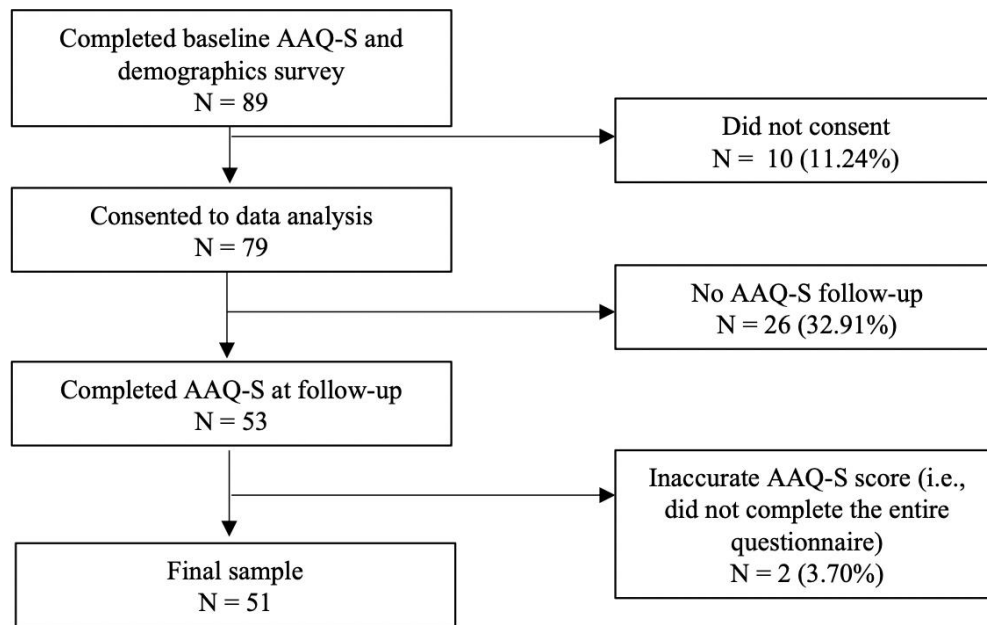 Completed baseline AAQ-S and
demographics survey
N = 89
Did not consent
N = 10 (11.24%)
Consented to data analysis
N = 79
No AAQ-S follow-up
N = 26 (32.91%)
Completed AAQ-S at follow-up
N = 53
Inaccurate AAQ-S score (i.e.,
did not complete the entire
questionnaire)
N = 2 (3.70%)
Final sample
N = 51